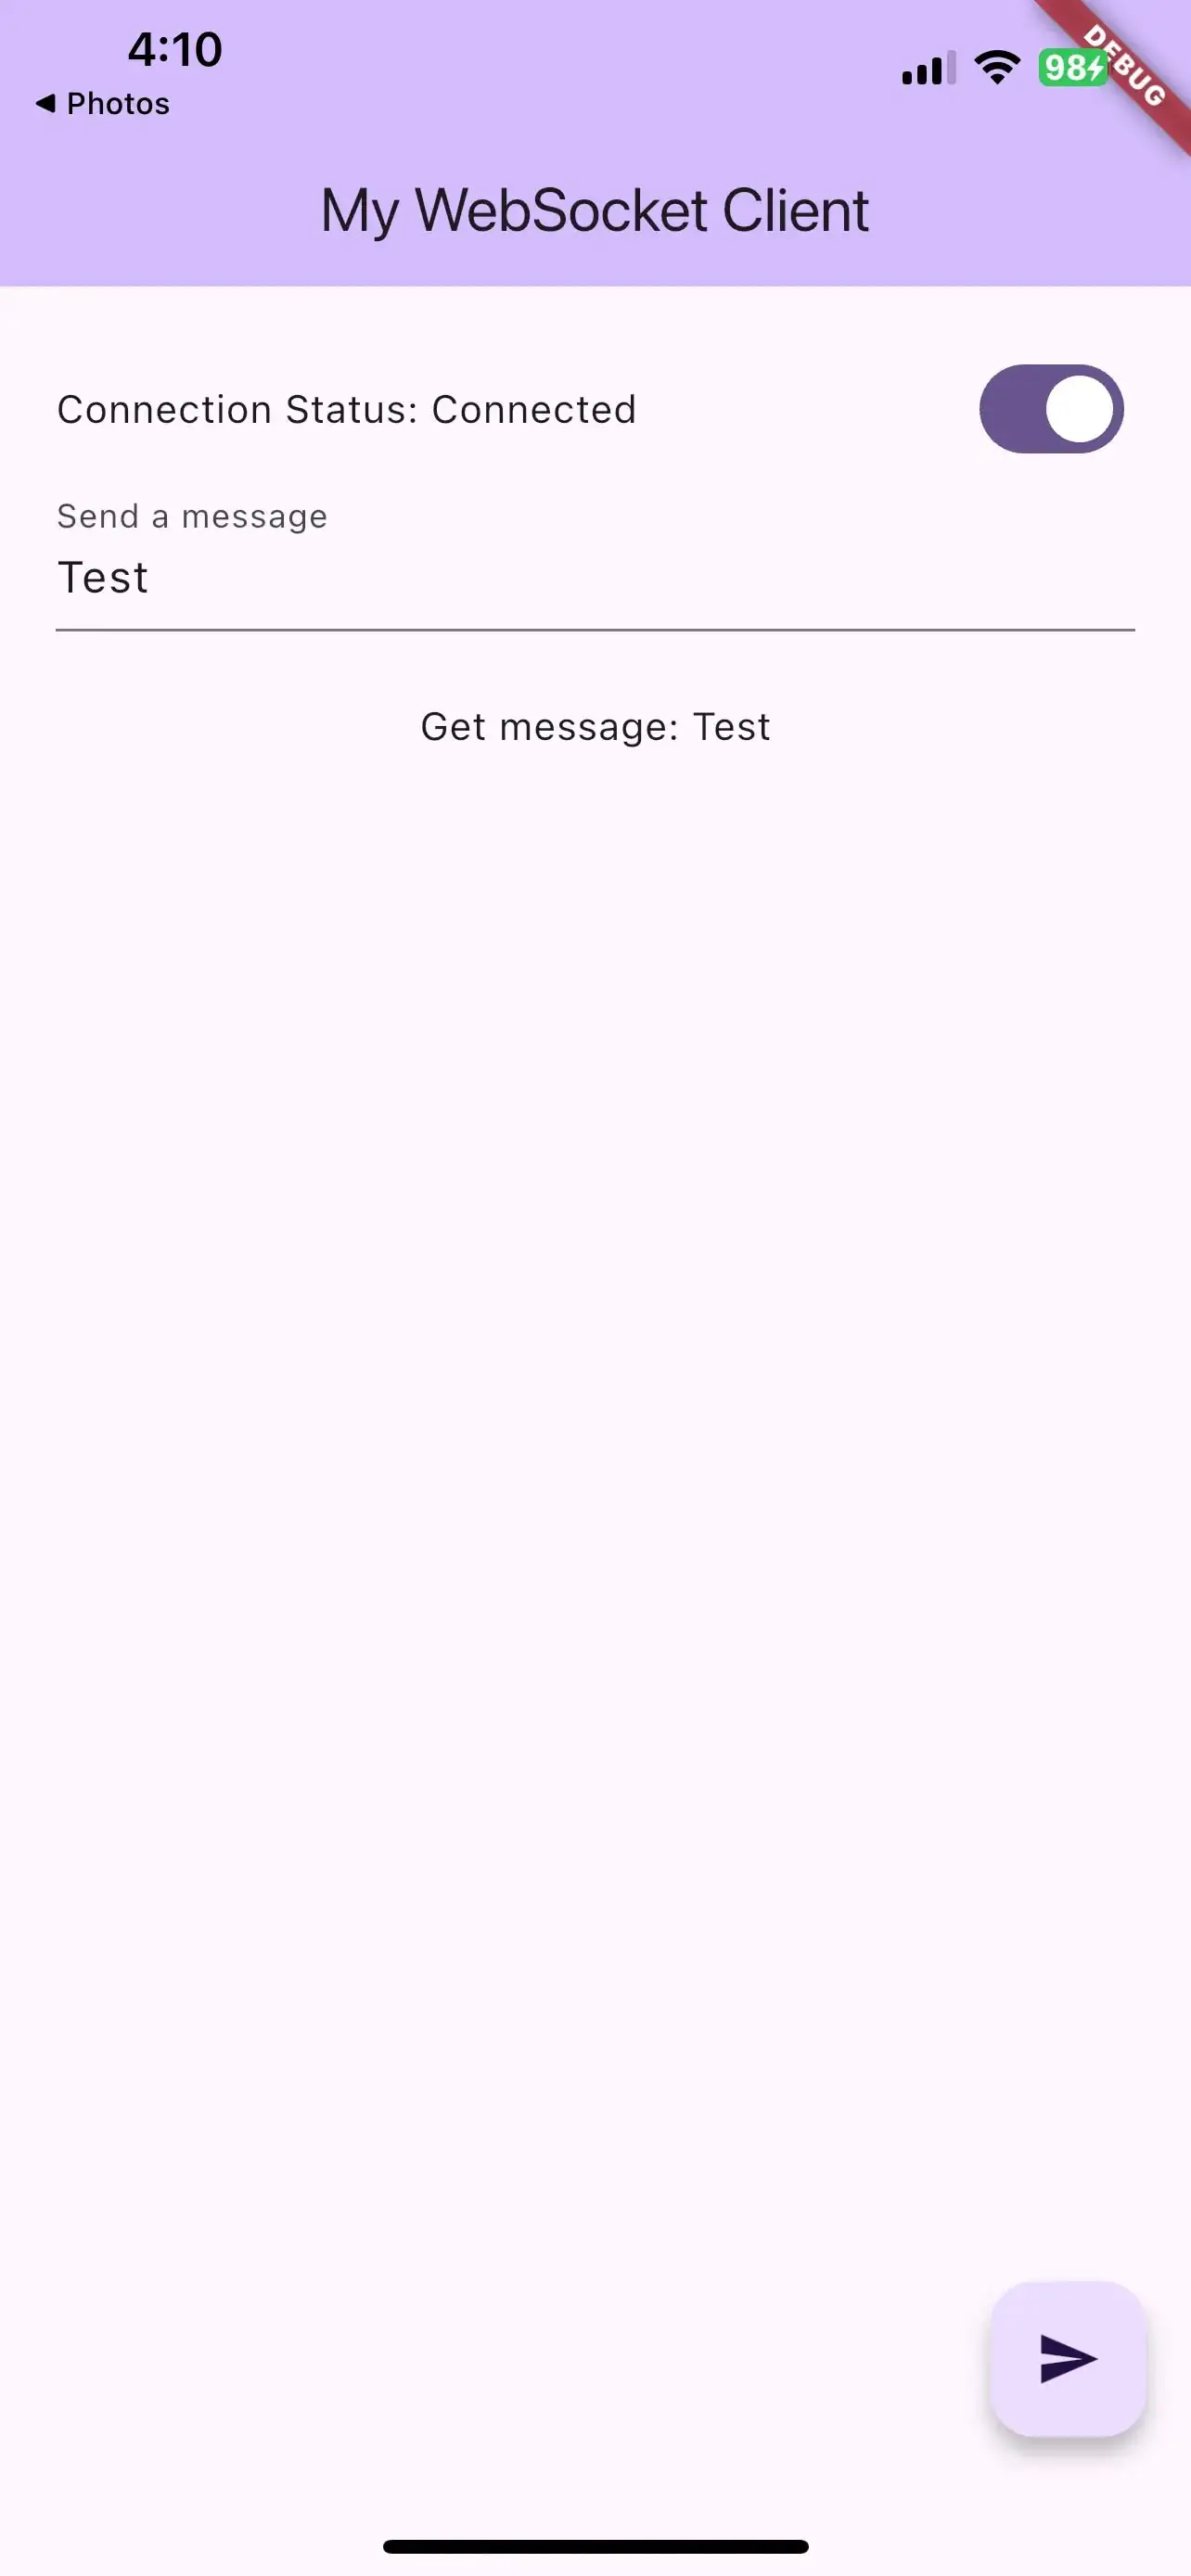 4:10
Photos
98
DEBUG
My WebSocket Client
Connection Status: Connected
Send a message
Test
Get message: Test